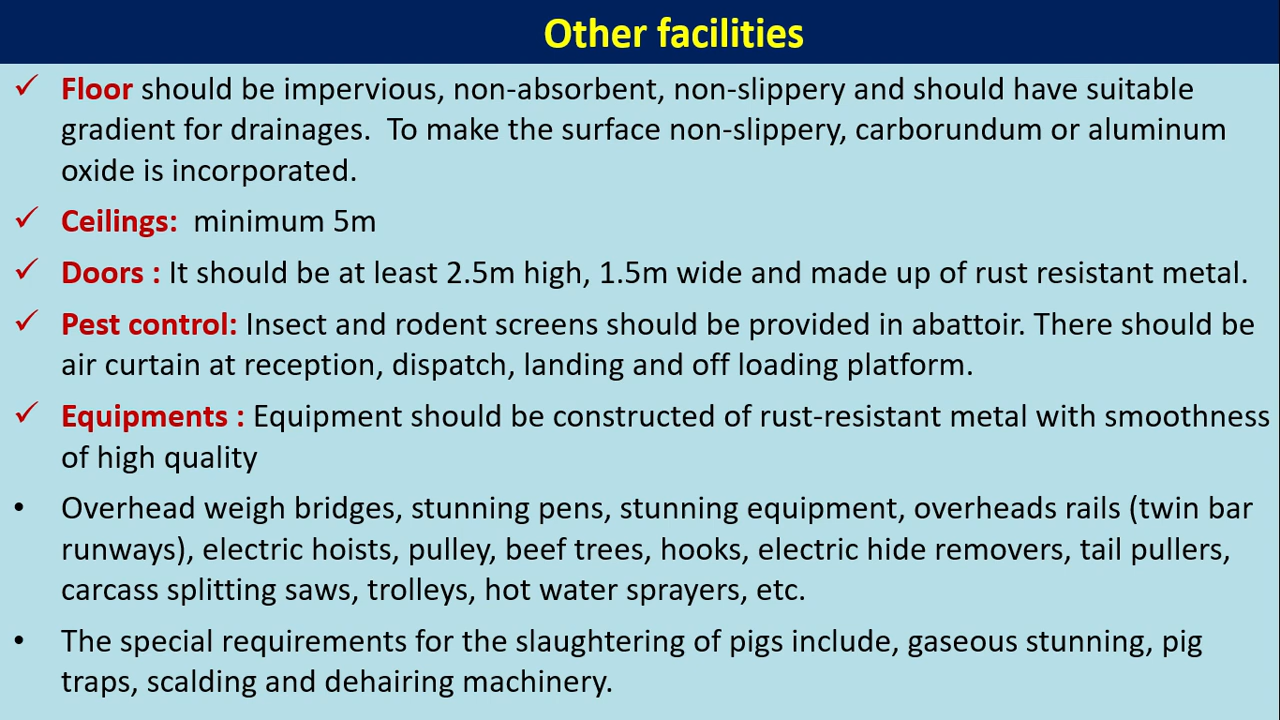 Other facilities
✓ Floor should be impervious, non-absorbent, non-slippery and should have suitable
gradient for drainages.  To make the surface non-slippery, carborundum or aluminum
oxide is incorporated.
✓ Ceilings:  minimum 5m
✓ Doors : It should be at least 2.5m high, 1.5m wide and made up of rust resistant metal.
✓ Pest control: Insect and rodent screens should be provided in abattoir. There should be
air curtain at reception, dispatch, landing and off loading platform.
✓ Equipments : Equipment should be constructed of rust-resistant metal with smoothness
of high quality
• Overhead weigh bridges, stunning pens, stunning equipment, overheads rails (twin bar
runways), electric hoists, pulley, beef trees, hooks, electric hide removers, tail pullers,
carcass splitting saws, trolleys, hot water sprayers, etc.
• The special requirements for the slaughtering of pigs include, gaseous stunning, pig
traps, scalding and dehairing machinery.